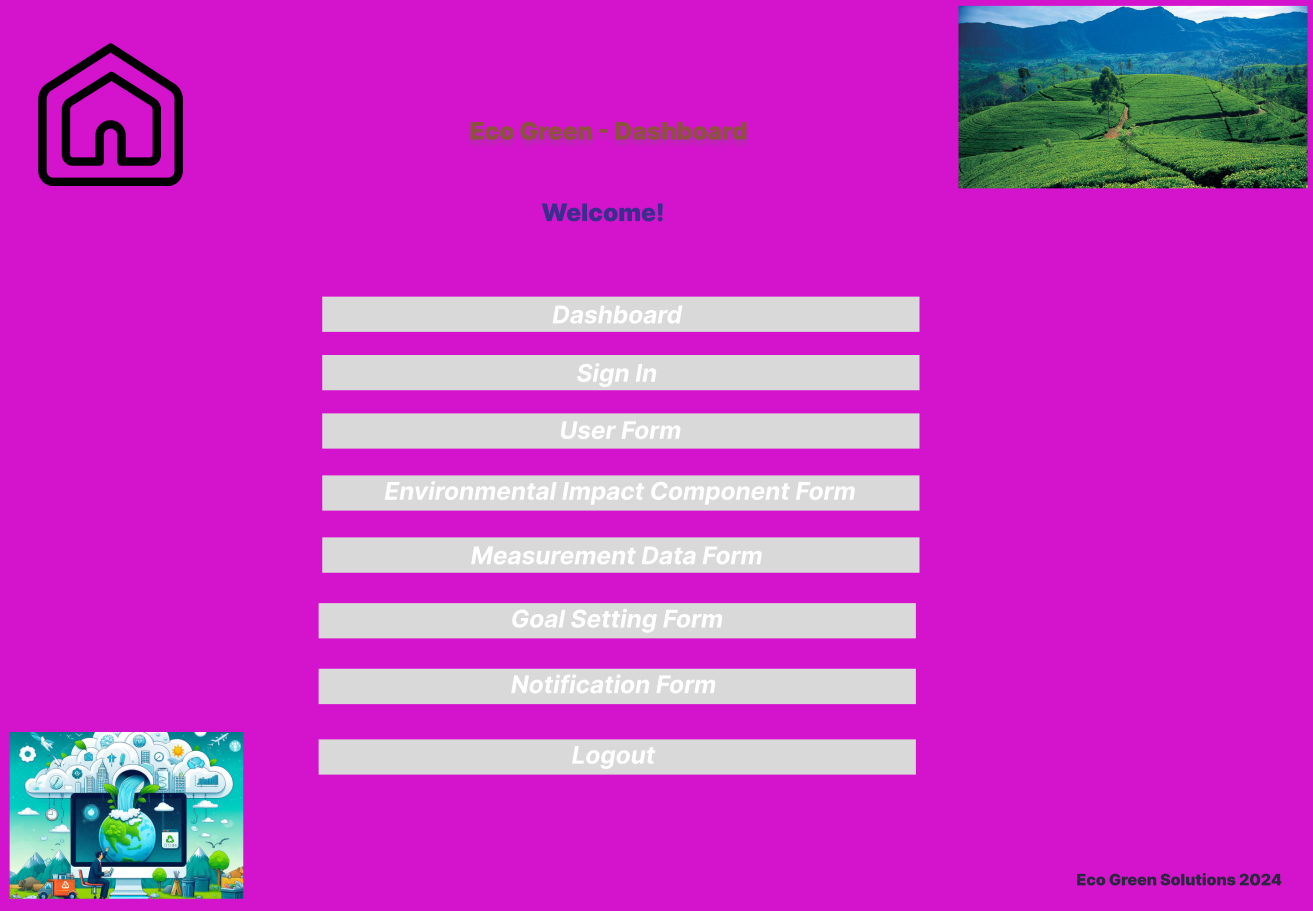 Eco Green - Dashboard
Welcome!
Dashboard
Sign In
User Form
Environmental Impact Component Form
Measurement Data Form
Goal Setting Form
Notification Form
Logout
Eco Green Solutions 2024